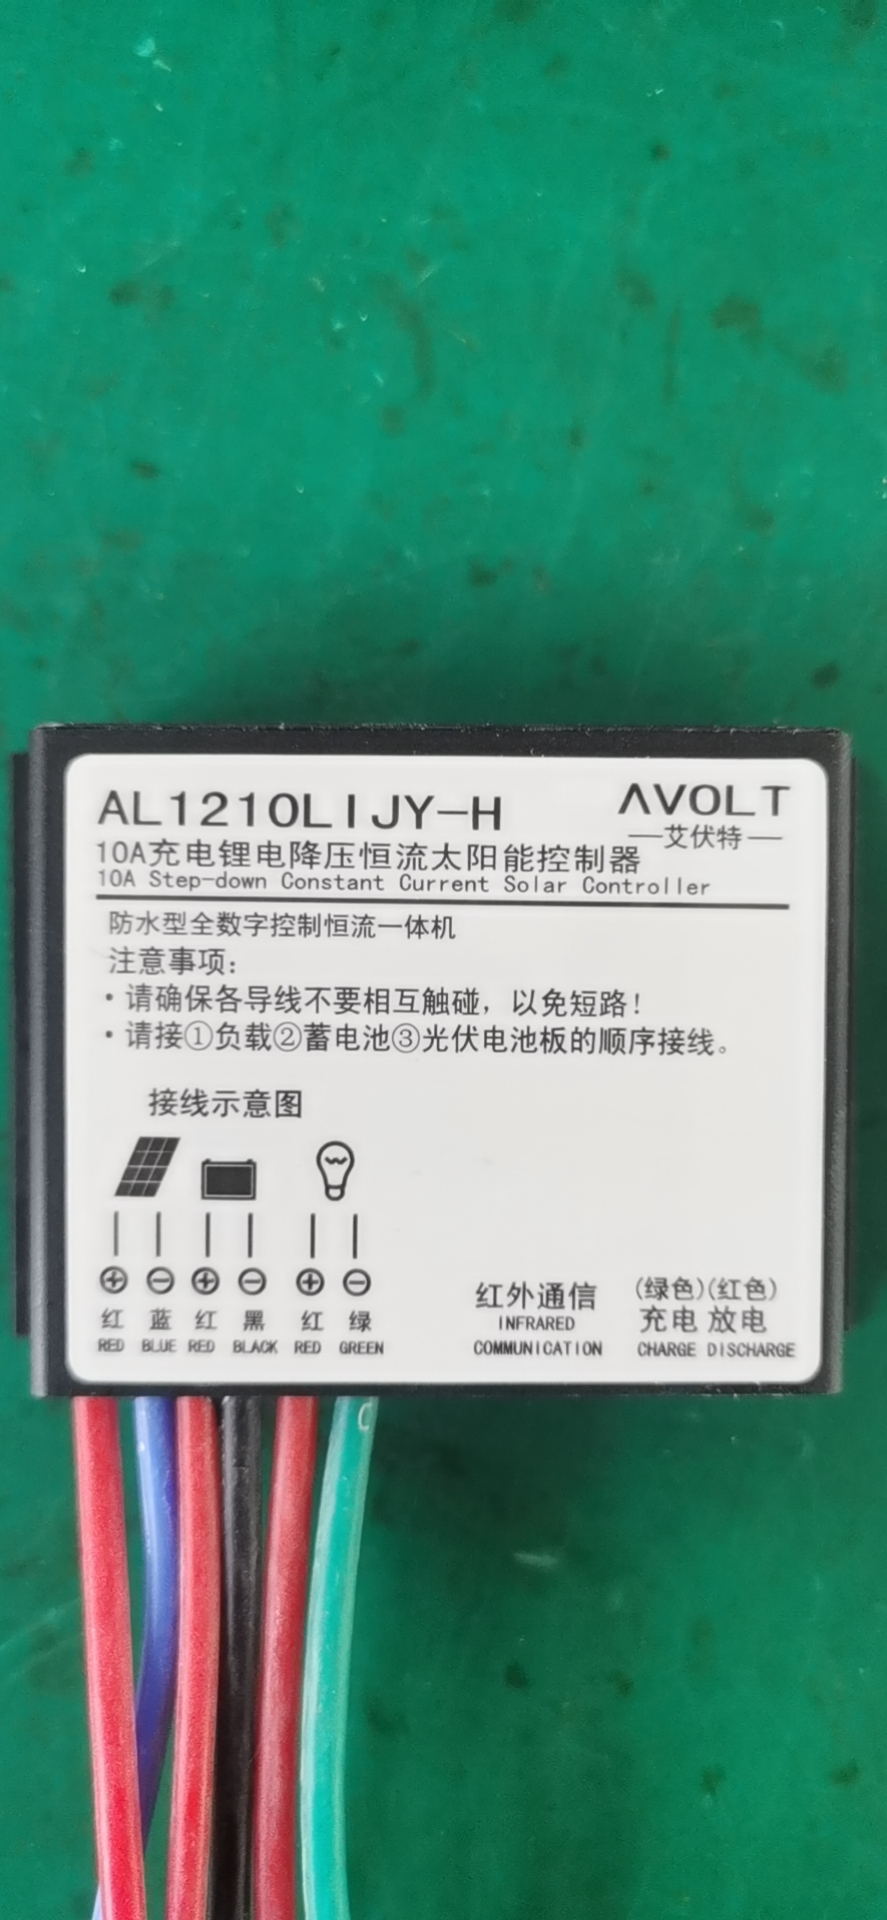 AL1210LIJY-H
AVOLT
—艾伏特—
10A充电锂电降压恒流太阳能控制器
10A Step-down Constant Current Solar Controller
防水型全数字控制恒流一体机
注意事项：
·请确保各导线不要相互触碰，以免短路！
·请接①负载②蓄电池③光伏电池板的顺序接线。
接线示意图
⊕ ⊖ ⊕ ⊖ ⊕ ⊖
红 蓝 红 黑 红 绿
RED BLUE RED BLACK RED GREEN
红外通信
INFRARED
COMMUNICATION
(绿色)(红色)
充电 放电
CHARGE DISCHARGE